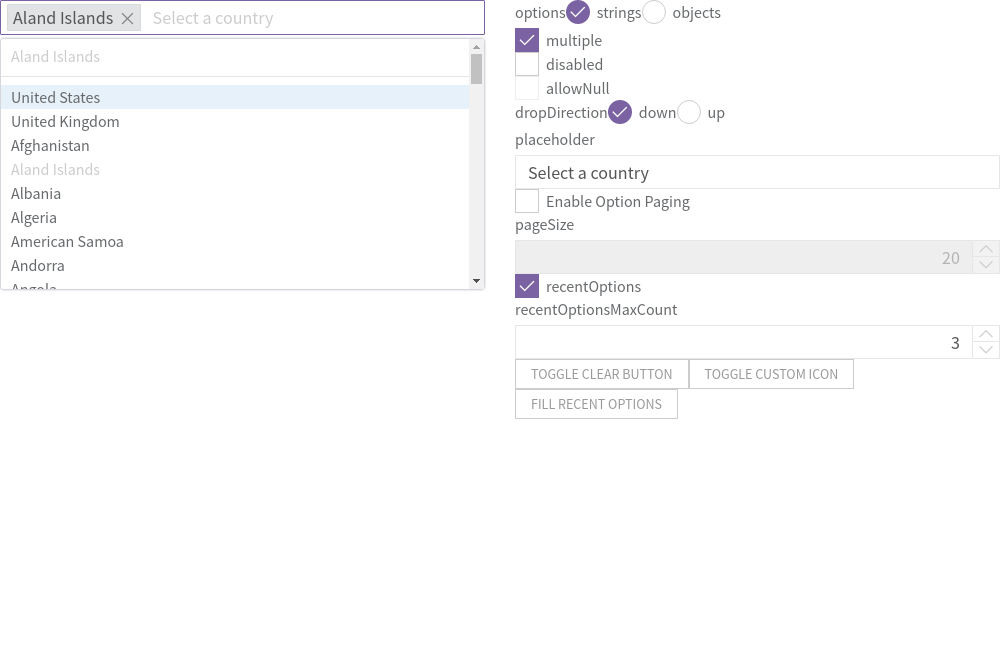 Aland Islands Select a country
Aland Islands
United States
United Kingdom
Afghanistan
Aland Islands
Albania
Algeria
American Samoa
Andorra
Angola
options strings objects
multiple
disabled
allowNull
dropDirection down up
placeholder
Select a country
Enable Option Paging
pageSize
20
recentOptions
recentOptionsMaxCount
3
TOGGLE CLEAR BUTTON TOGGLE CUSTOM ICON
FILL RECENT OPTIONS